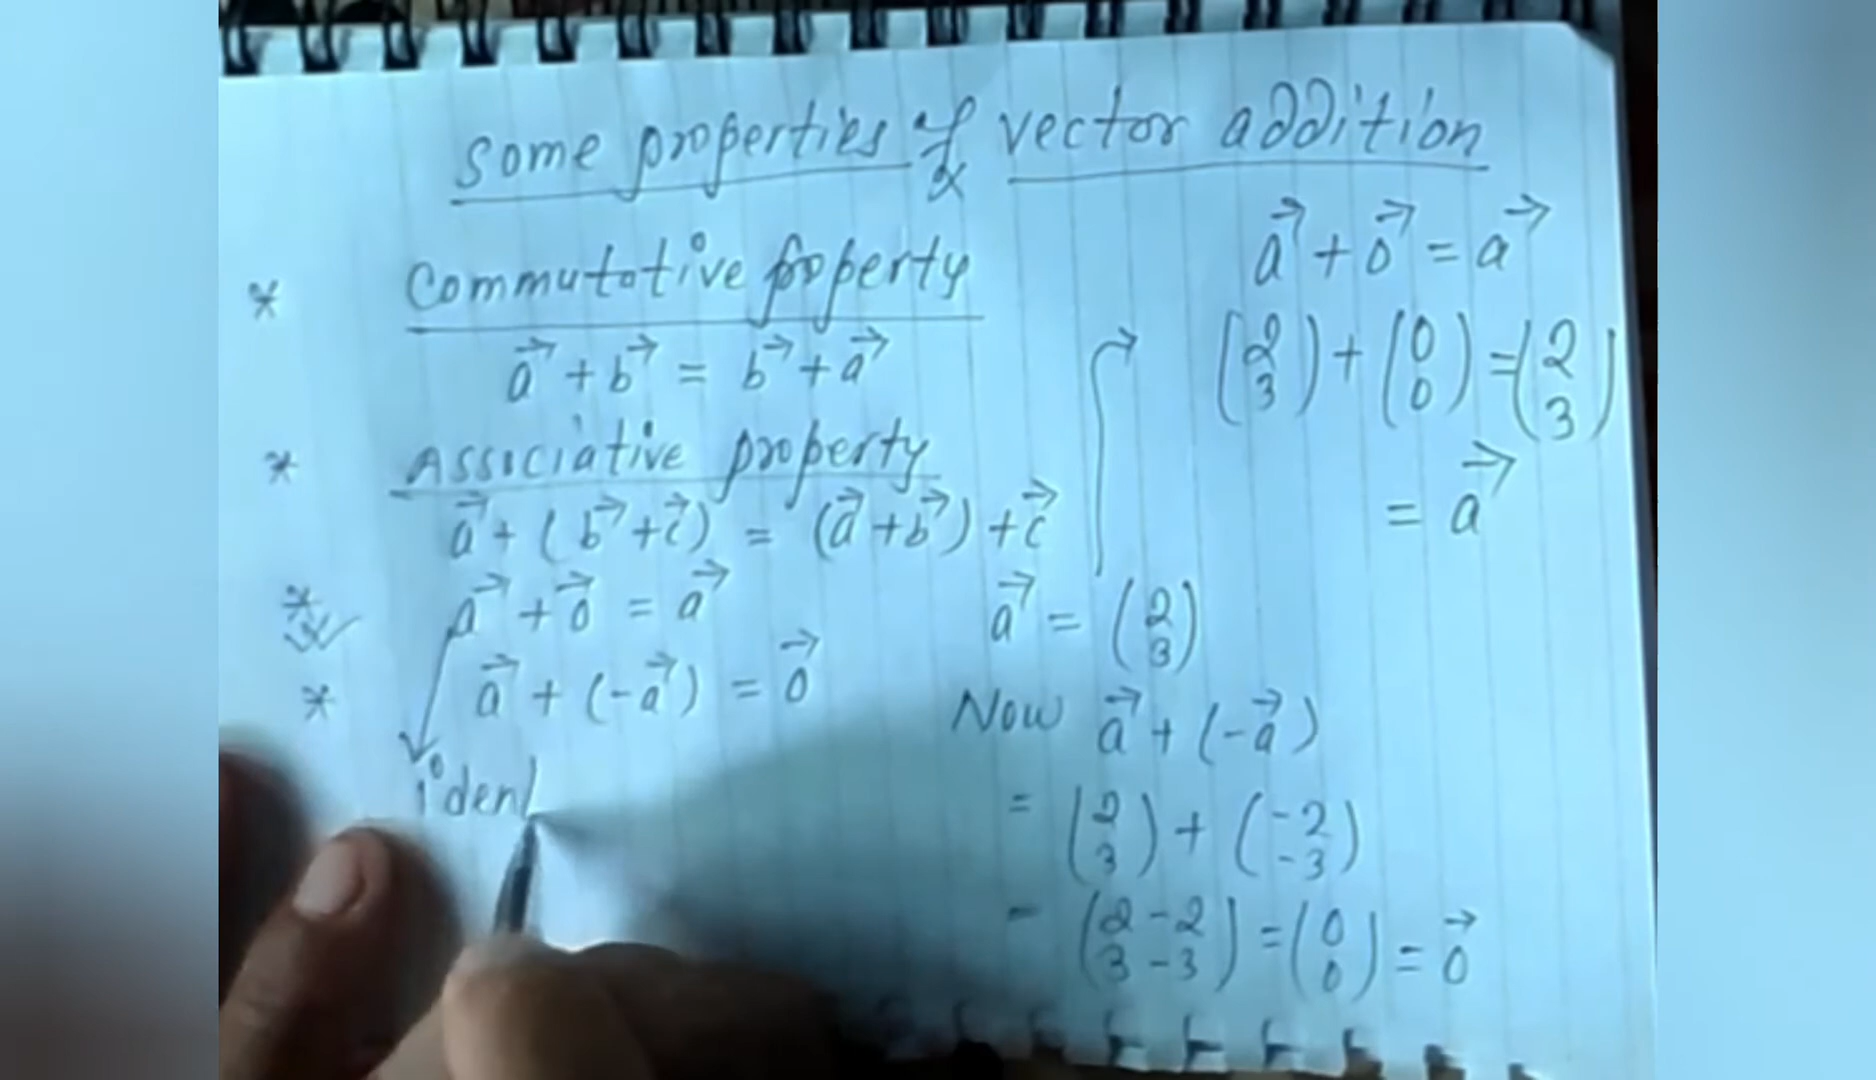 some properties of vector addition
* Commutotive property
a⃗ + b⃗ = b⃗ + a⃗
* Associative property
a⃗ + (b⃗ + c⃗) = (a⃗ + b⃗) + c⃗
* a⃗ + 0⃗ = a⃗
* a⃗ + (-a⃗) = 0⃗
iden
a⃗ + 0⃗ = a⃗
(2 3) + (0 0) = (2 3)
= a⃗
a⃗ = (2 3)
Now a⃗ + (-a⃗)
= (2 3) + (-2 -3)
= (2-2 3-3) = (0 0) = 0⃗